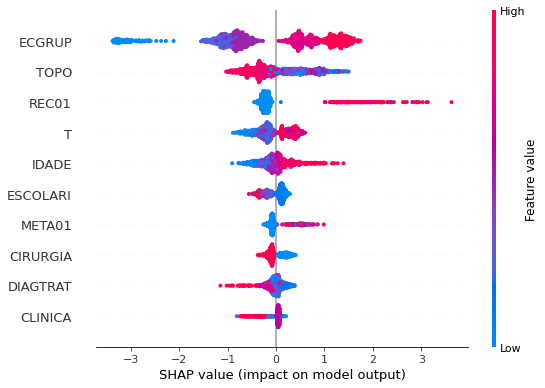 High
ECGRUP
TOPO
REC01
T
IDADE
ESCOLARI
META01
CIRURGIA
DIAGTRAT
CLINICA
Feature value
Low
−3 −2 −1 0 1 2 3
SHAP value (impact on model output)